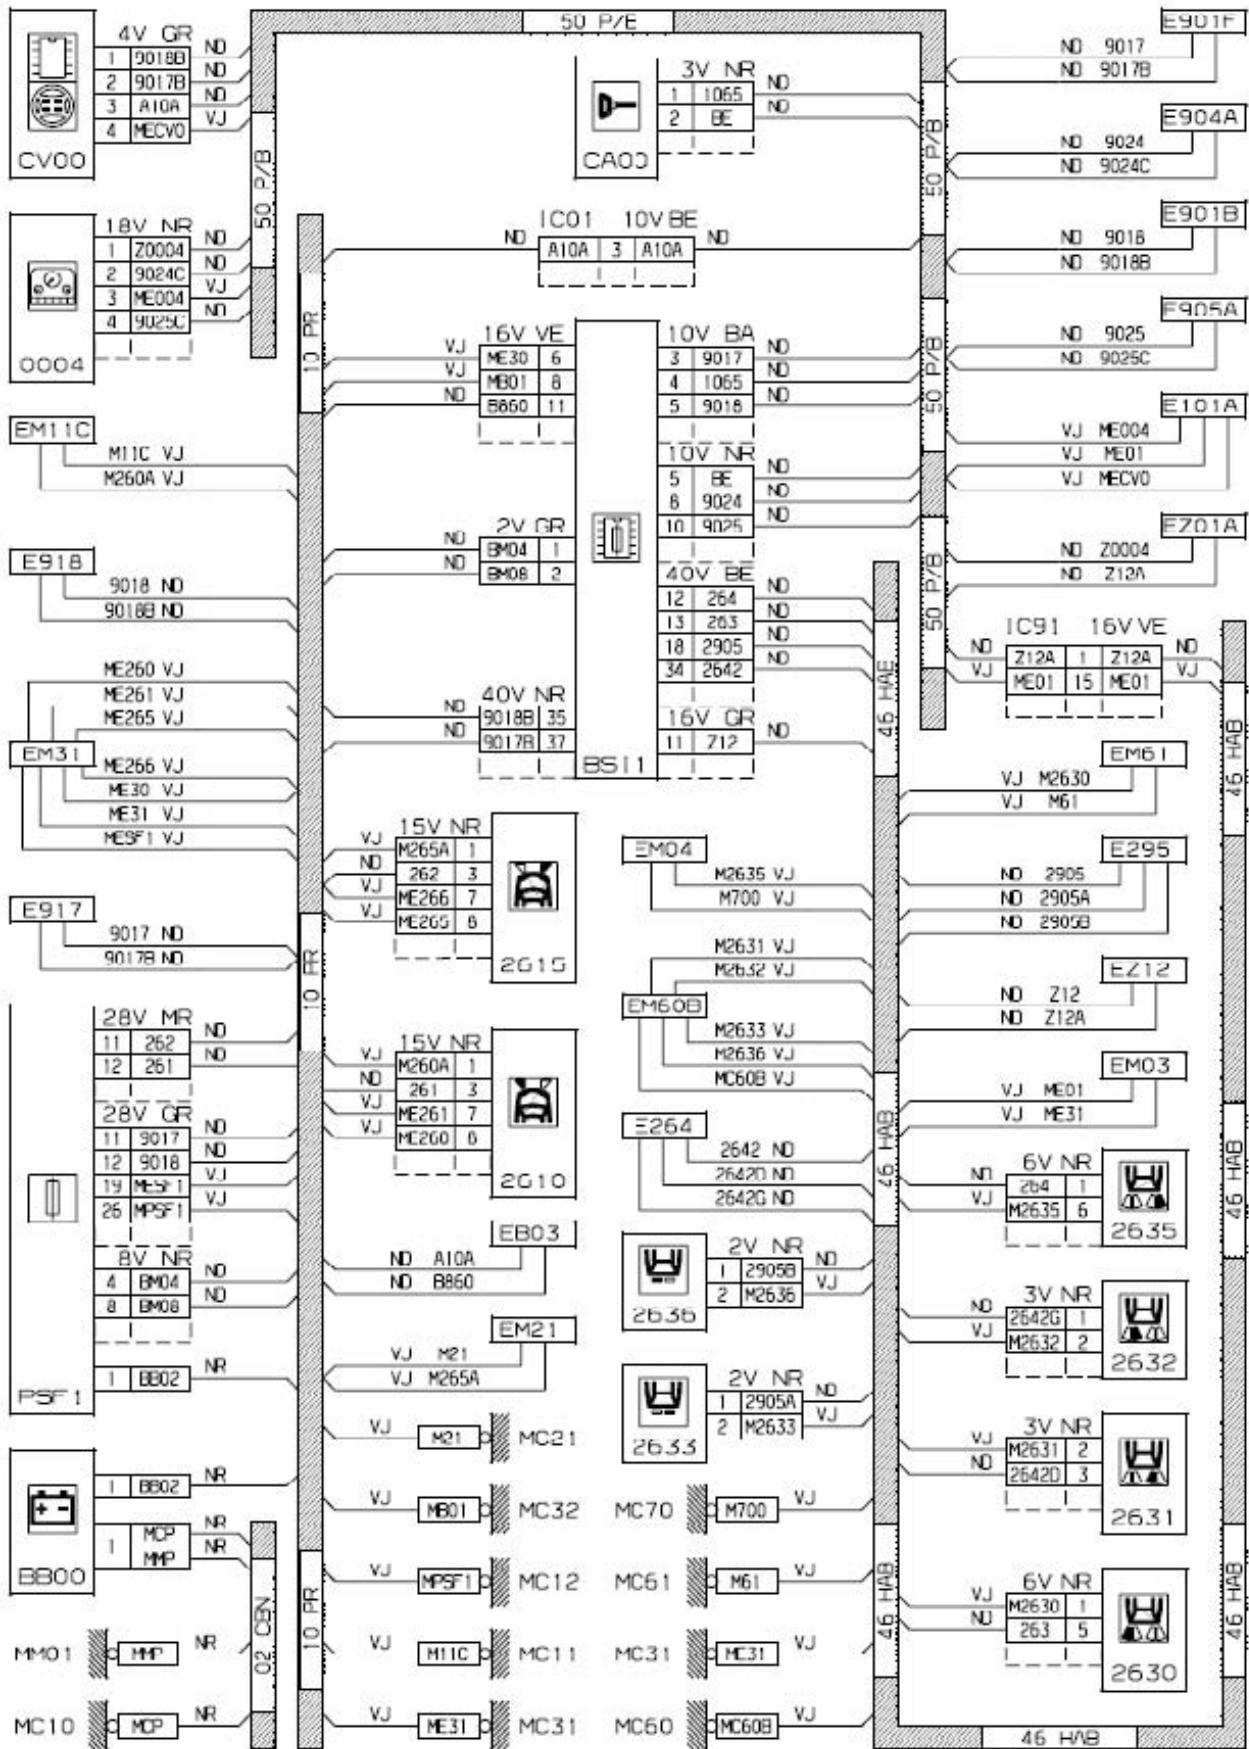 50 P/E
4V GR
1 9018B ND
2 9017B ND
3 A10A ND
4 MECV0 VJ
CV00
50 P/B
18V NR
1 Z0004 ND
2 9024C ND
3 ME004 VJ
4 9025C ND
0004
3V NR
1 1065 ND
2 BE ND
CA00
IC01 10V BE
ND A10A 3 A10A ND
10 PR
16V VE
VJ ME30 6
VJ MB01 8
ND B860 11
2V GR
ND BM04 1
ND BM08 2
40V NR
ND 9018B 35
ND 9017B 37
10V BA
3 9017 ND
4 1065 ND
5 9018 ND
10V NR
5 BE ND
8 9024 ND
10 9025 ND
40V BE
12 264 ND
13 263 ND
18 2905 ND
34 2642 ND
16V GR
11 Z12 ND
BSI1
50 P/B
50 P/B
50 P/B
E901F
ND 9017
ND 9017B
E904A
ND 9024
ND 9024C
E901B
ND 9018
ND 9018B
E905A
ND 9025
ND 9025C
E101A
VJ ME004
VJ ME01
VJ MECV0
EZ01A
ND Z0004
ND Z12A
IC91 16V VE
ND Z12A 1 Z12A ND
VJ ME01 15 ME01 VJ
EM11C
M11C VJ
M260A VJ
E918
9018 ND
9018B ND
ME260 VJ
ME261 VJ
ME265 VJ
EM31
ME266 VJ
ME30 VJ
ME31 VJ
MESF1 VJ
E917
9017 ND
9017B ND
10 PR
28V MR
11 262 ND
12 261 ND
28V GR
11 9017 ND
12 9018 ND
19 MESF1 VJ
26 MPSF1 VJ
8V NR
4 BM04 ND
8 BM08 ND
1 BB02 NR
PSF1
1 BB02 NR
1 MCP NR
MMP NR
BB00
02 CBN
MM01 MMP NR
MC10 MCP NR
15V NR
VJ M265A 1
ND 262 3
VJ ME266 7
VJ ME265 8
2615
15V NR
VJ M260A 1
ND 261 3
VJ ME261 7
VJ ME260 8
2610
EB03
ND A10A
ND B860
EM21
VJ M21
VJ M265A
VJ M21 MC21
VJ MB01 MC32
10 PR
VJ MPSF1 MC12
VJ M11C MC11
VJ ME31 MC31
46 HAE
EM04
M2635 VJ
M700 VJ
M2631 VJ
M2632 VJ
EM60B
M2633 VJ
M2636 VJ
MC60B VJ
E264
2642 ND
2642D ND
2642G ND
46 HAB
2V NR
1 2905B ND
2 M2636 VJ
2636
2V NR
1 2905A ND
2 M2633 VJ
2633
MC70 M700 VJ
MC61 M61 VJ
MC31 MC31 VJ
MC60 MC60B VJ
46 HAB
46 HAB
EM61
VJ M2630
VJ M61
E295
ND 2905
ND 2905A
ND 2905B
EZ12
ND Z12
ND Z12A
EM03
VJ ME01
VJ ME31
46 HAB
6V NR
ND 264 1
VJ M2635 6
2635
3V NR
ND 2642G 1
VJ M2632 2
2632
3V NR
VJ M2631 2
ND 2642D 3
2631
6V NR
VJ M2630 1
ND 263 5
2630
46 HAB
46 HAB